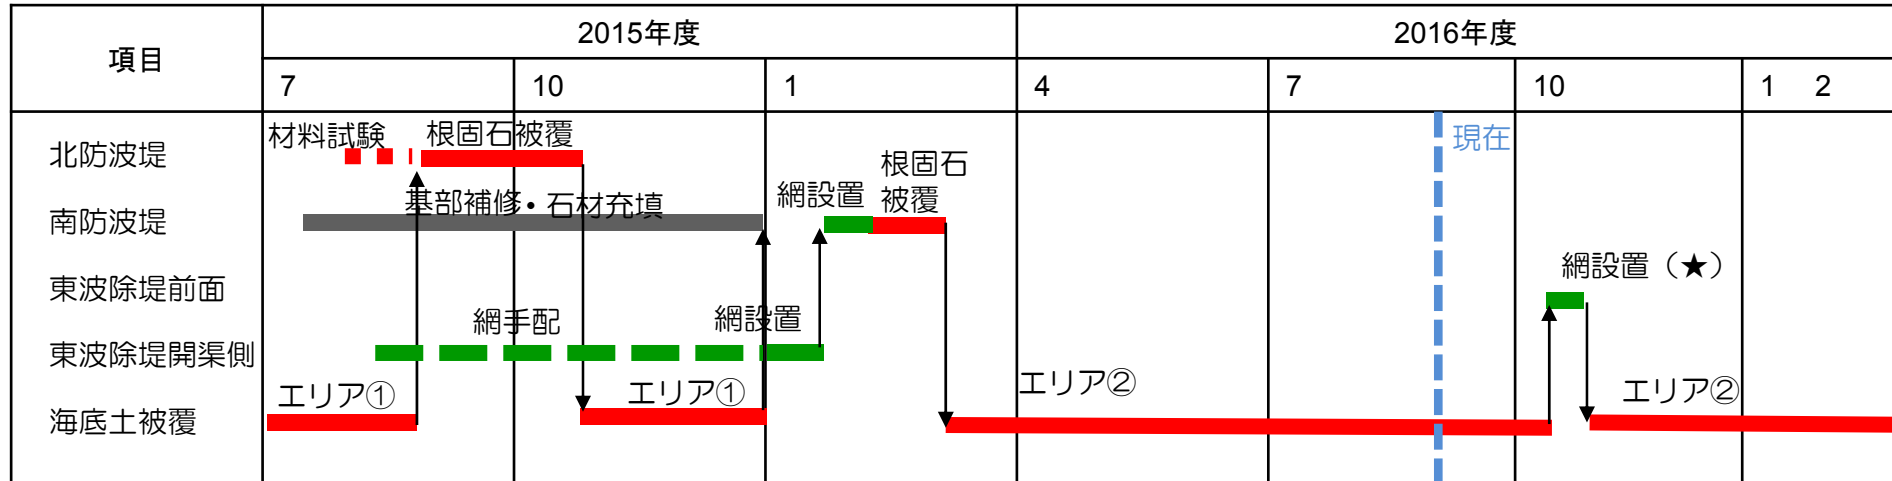 項目
2015年度
2016年度
7
10
1
4
7
10
1
2
北防波堤
材料試験
根固石被覆
現在
南防波堤
基部補修・石材充填
網設置
根固石
被覆
東波除堤前面
網設置（★）
東波除堤開渠側
網手配
網設置
海底土被覆
エリア①
エリア①
エリア②
エリア②